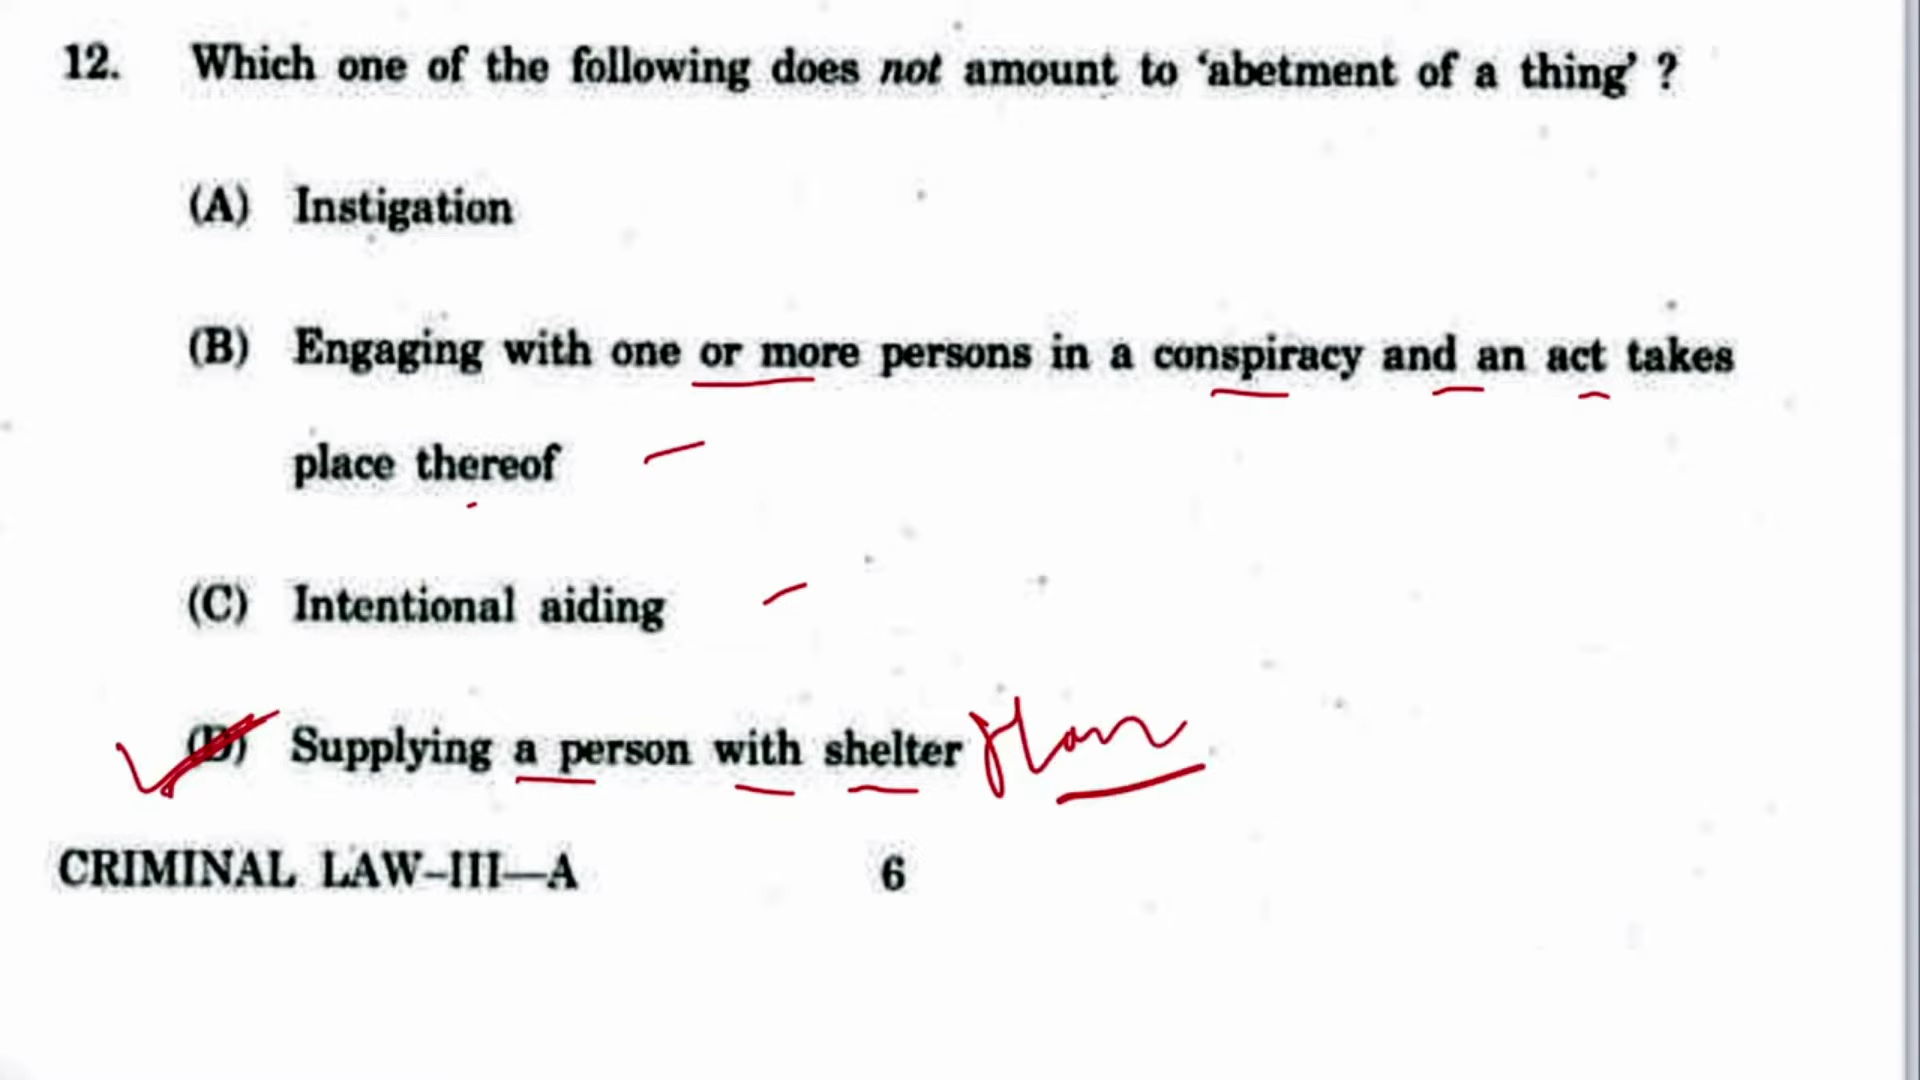 12. Which one of the following does not amount to ‘abetment of a thing’ ?
(A) Instigation
(B) Engaging with one or more persons in a conspiracy and an act takes
place thereof
(C) Intentional aiding
(D) Supplying a person with shelter
CRIMINAL LAW–III—A 6